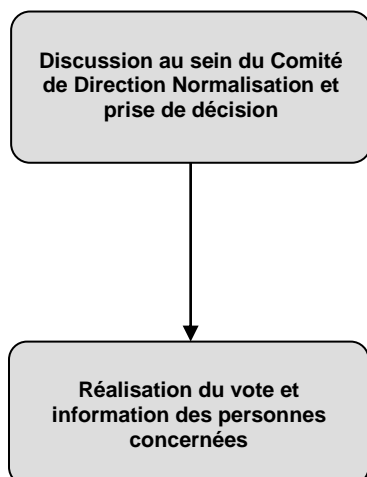 Discussion au sein du Comité
de Direction Normalisation et
prise de décision
Réalisation du vote et
information des personnes
concernées